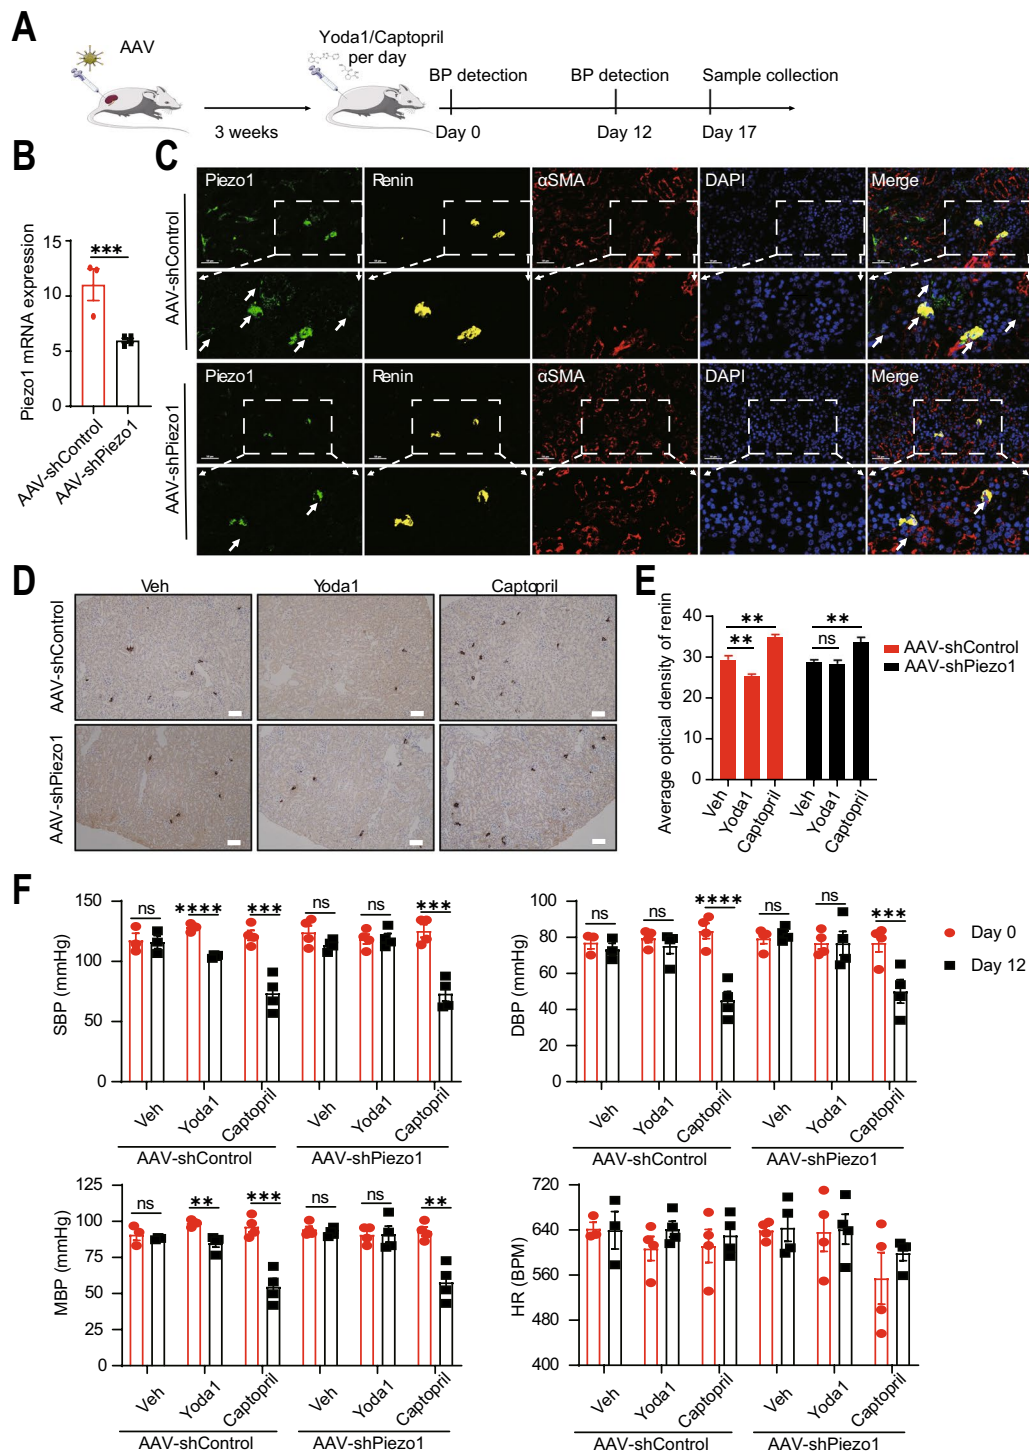 A
AAV
3 weeks
Yoda1/Captopril
per day
BP detection
BP detection
Sample collection
Day 0
Day 12
Day 17
B
Piezo1 mRNA expression
15
10
5
0
***
AAV-shControl
AAV-shPiezo1
C
Piezo1
Renin
αSMA
DAPI
Merge
AAV-shControl
Piezo1
Renin
αSMA
DAPI
Merge
AAV-shPiezo1
D
Veh
Yoda1
Captopril
AAV-shControl
AAV-shPiezo1
E
Average optical density of renin
40
30
20
10
0
**
**
**
ns
AAV-shControl
AAV-shPiezo1
Veh
Yoda1
Captopril
Veh
Yoda1
Captopril
F
SBP (mmHg)
150
100
50
0
ns
****
***
ns
ns
***
Veh
Yoda1
Captopril
Veh
Yoda1
Captopril
AAV-shControl
AAV-shPiezo1
DBP (mmHg)
100
80
60
40
20
0
ns
ns
****
ns
ns
***
Day 0
Day 12
Veh
Yoda1
Captopril
Veh
Yoda1
Captopril
AAV-shControl
AAV-shPiezo1
MBP (mmHg)
125
100
75
50
25
0
ns
**
***
ns
ns
**
Veh
Yoda1
Captopril
Veh
Yoda1
Captopril
AAV-shControl
AAV-shPiezo1
HR (BPM)
720
640
560
480
400
Veh
Yoda1
Captopril
Veh
Yoda1
Captopril
AAV-shControl
AAV-shPiezo1